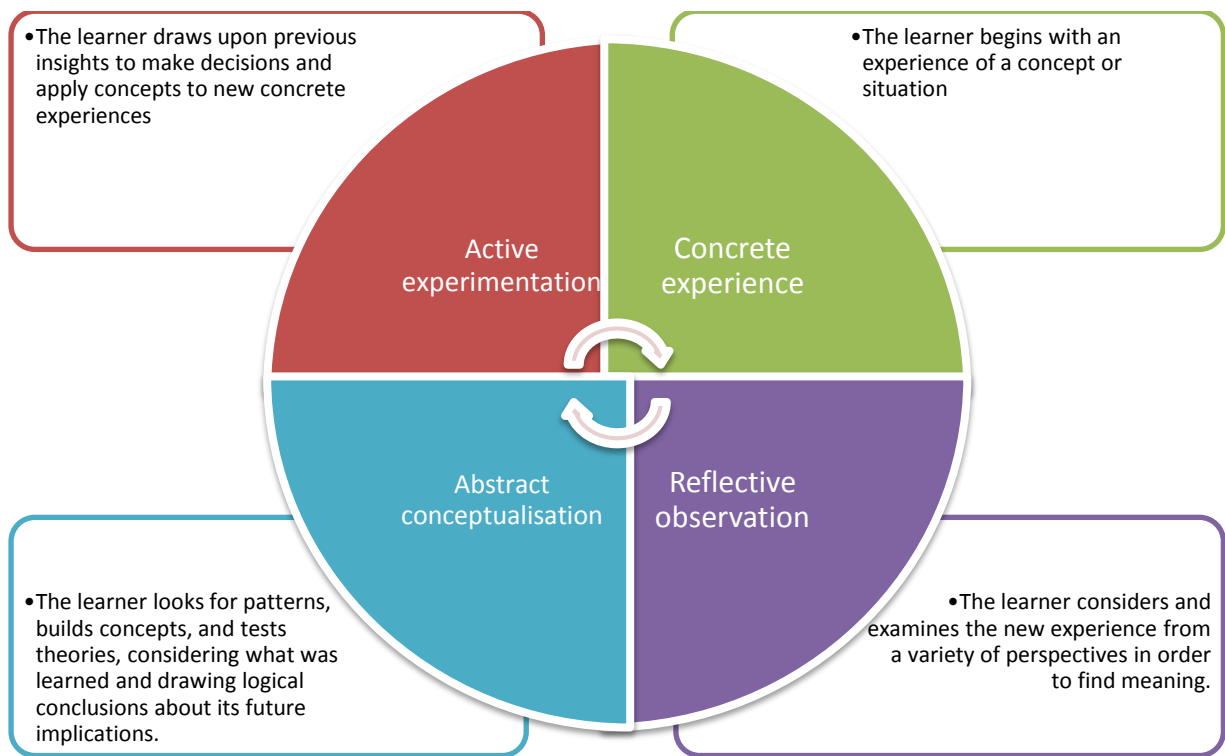 •The learner draws upon previous
insights to make decisions and
apply concepts to new concrete
experiences
•The learner begins with an
experience of a concept or
situation
Active
experimentation
Concrete
experience
Abstract
conceptualisation
Reflective
observation
•The learner looks for patterns,
builds concepts, and tests
theories, considering what was
learned and drawing logical
conclusions about its future
implications.
•The learner considers and
examines the new experience from
a variety of perspectives in order
to find meaning.